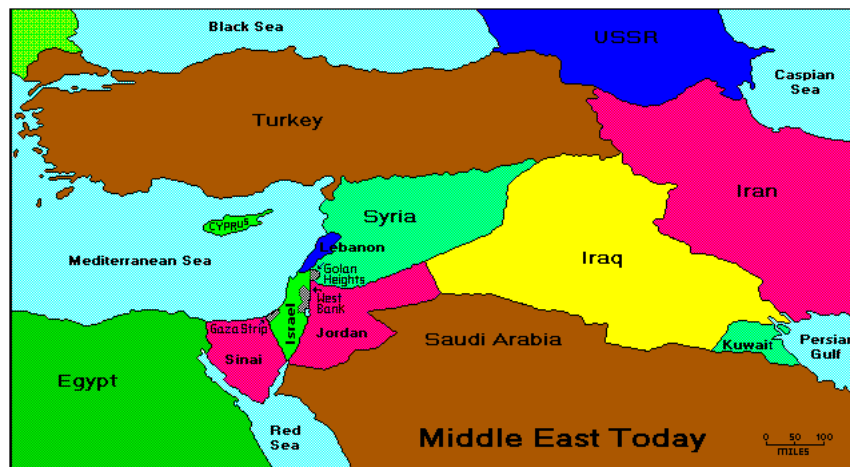 Black Sea
USSR
Caspian
Sea
Turkey
Iran
CYPRUS
Syria
Lebanon
Mediterranean Sea
Iraq
Golan
Heights
West
Bank
Israel
Gaza Strip
Jordan
Sinai
Saudi Arabia
Kuwait
Persian
Gulf
Egypt
Red
Sea
Middle East Today
0 50 100
MILES